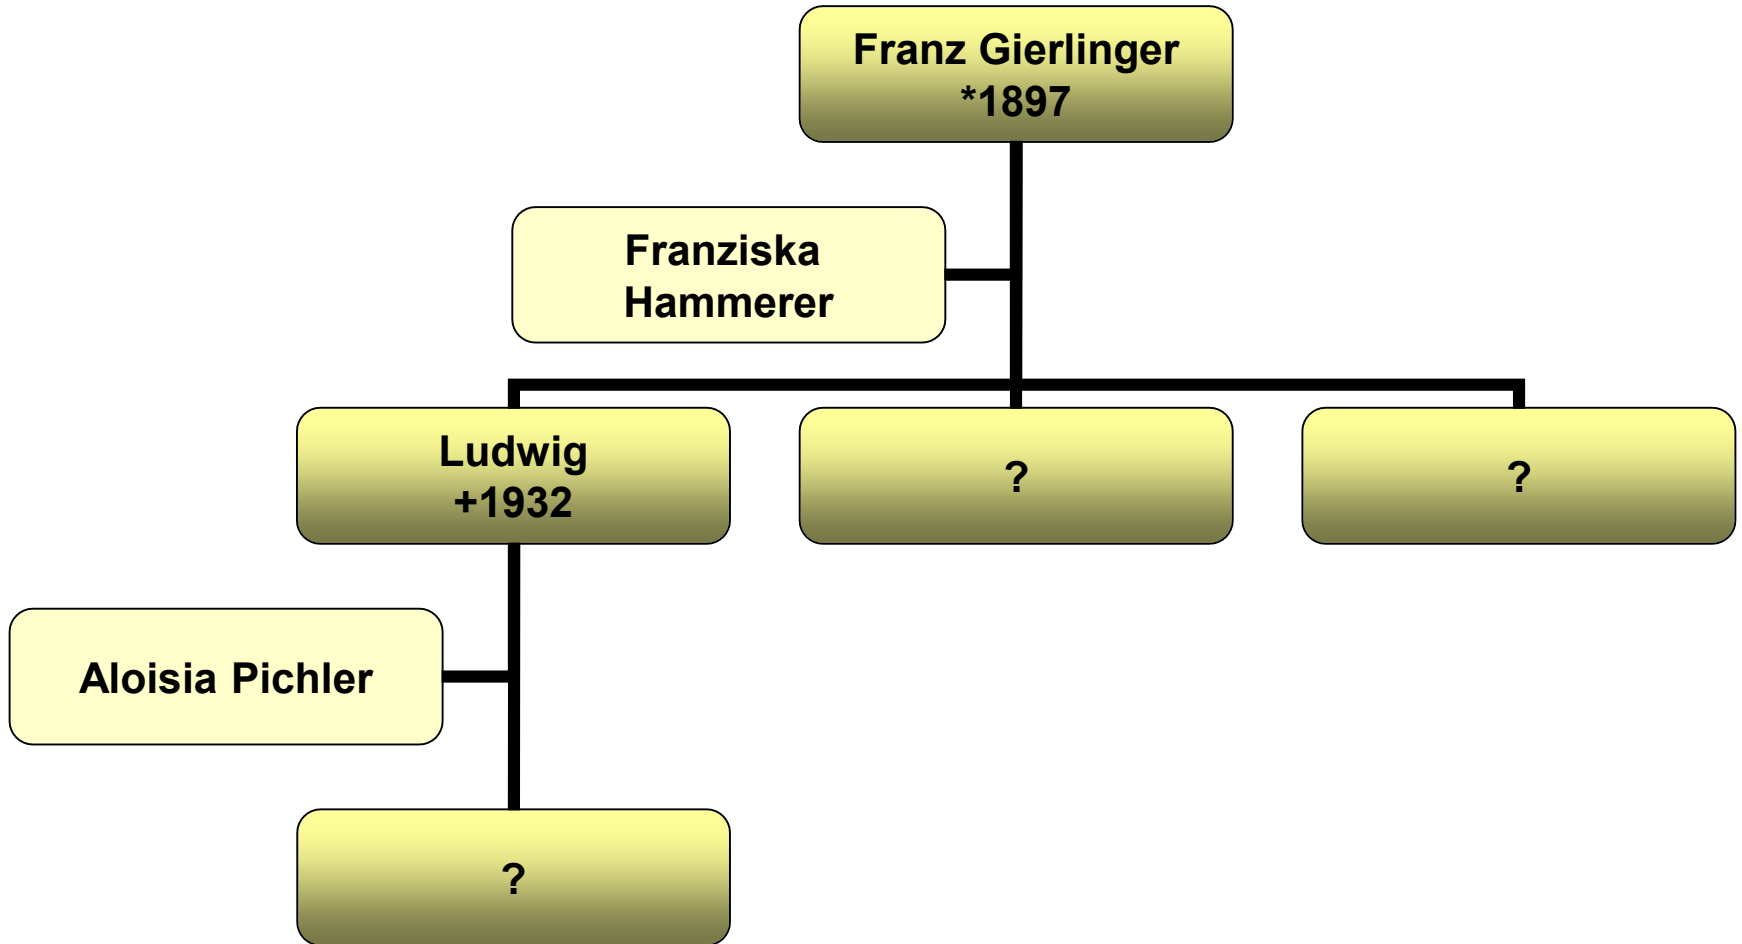 Franz Gierlinger
*1897
Franziska
Hammerer
Ludwig
+1932
?
?
Aloisia Pichler
?